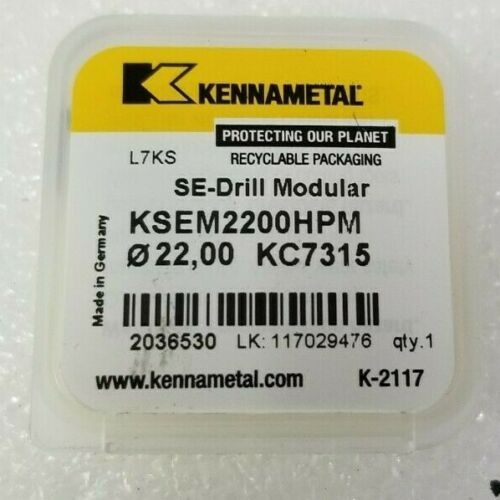 KENNAMETAL®
PROTECTING OUR PLANET
L7KS
RECYCLABLE PACKAGING
SE-Drill Modular
KSEM2200HPM
Ø 22,00 KC7315
Made in Germany
2036530 LK: 117029476 qty.1
www.kennametal.com K-2117